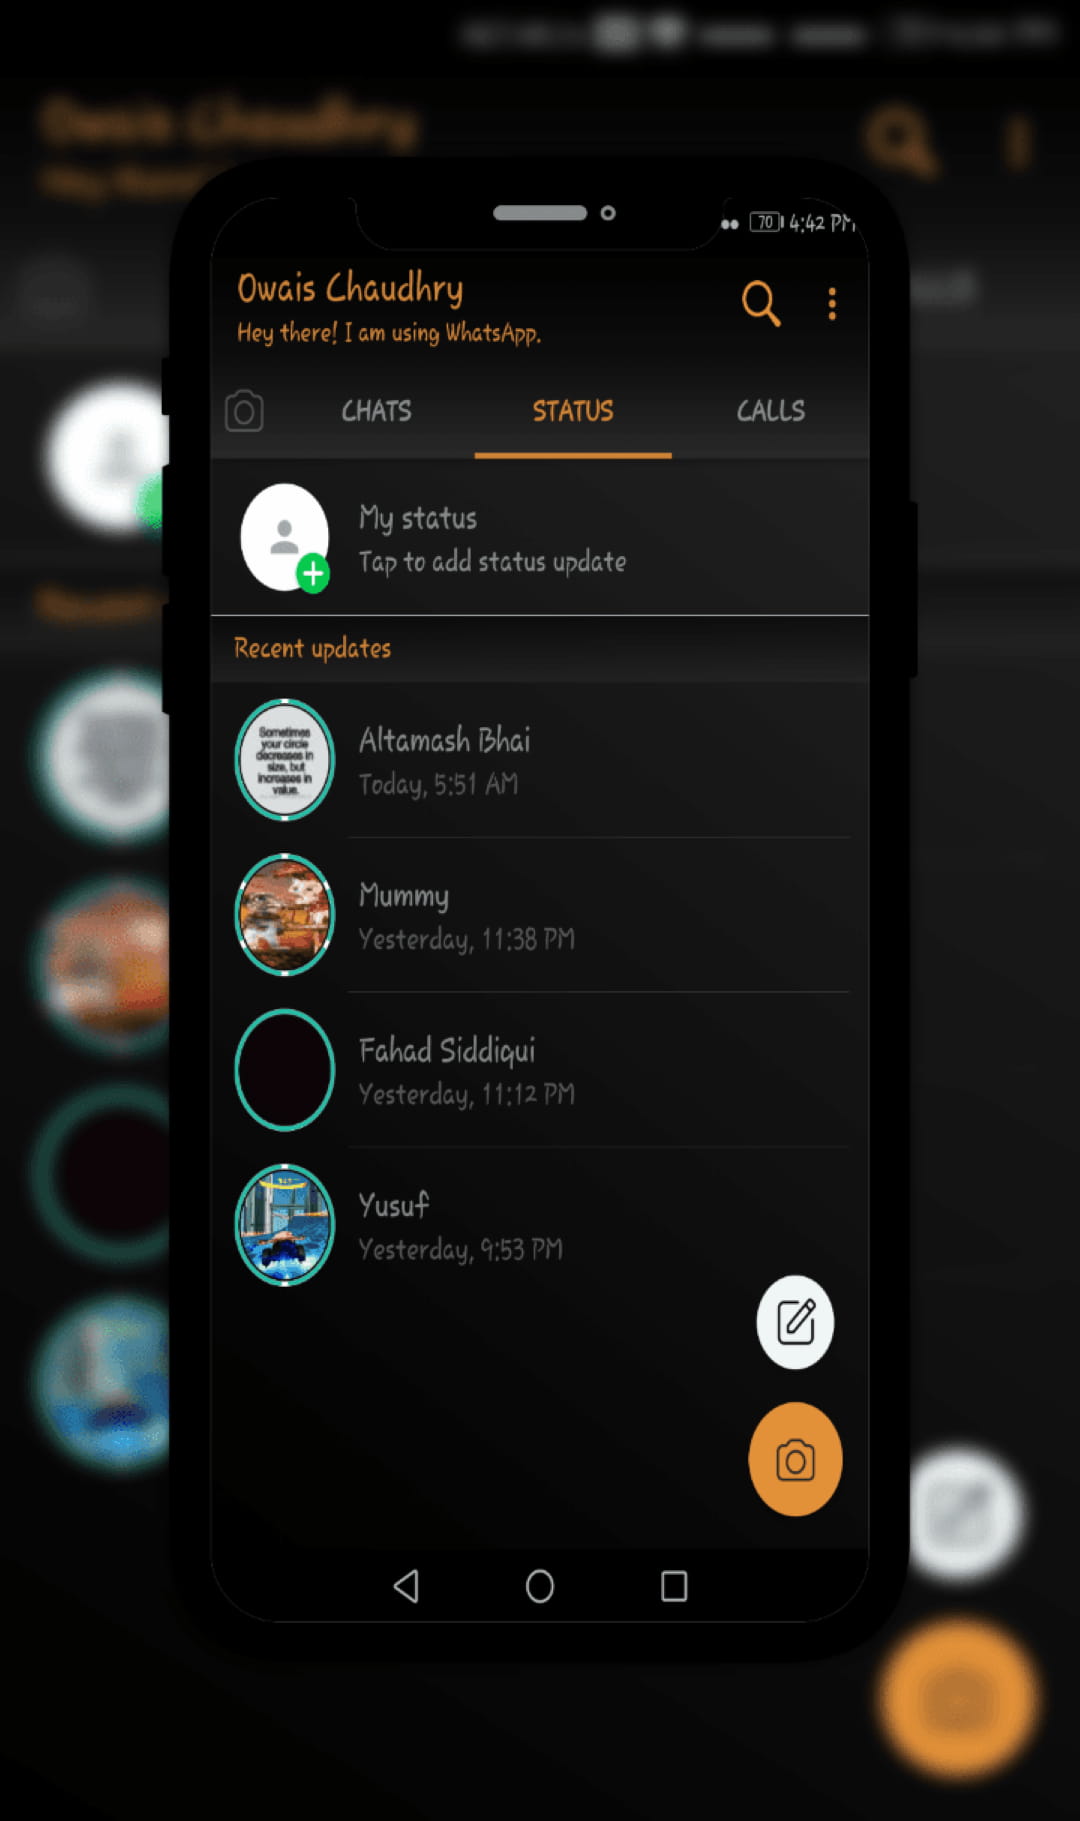 70 4:42 PM
Owais Chaudhry
Hey there! I am using WhatsApp.
CHATS STATUS CALLS
My status
Tap to add status update
Recent updates
Sometimes
your circle
decreases in
size, but
increases in
value.
Altamash Bhai
Today, 5:51 AM
Mummy
Yesterday, 11:38 PM
Fahad Siddiqui
Yesterday, 11:12 PM
Yusuf
Yesterday, 9:53 PM